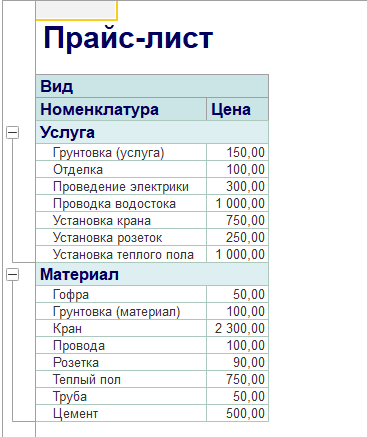 Прайс-лист
Вид
Номенклатура Цена
Услуга
Грунтовка (услуга) 150,00
Отделка 100,00
Проведение электрики 300,00
Проводка водостока 1 000,00
Установка крана 750,00
Установка розеток 250,00
Установка теплого пола 1 000,00
Материал
Гофра 50,00
Грунтовка (материал) 100,00
Кран 2 300,00
Провода 100,00
Розетка 90,00
Теплый пол 750,00
Труба 50,00
Цемент 500,00